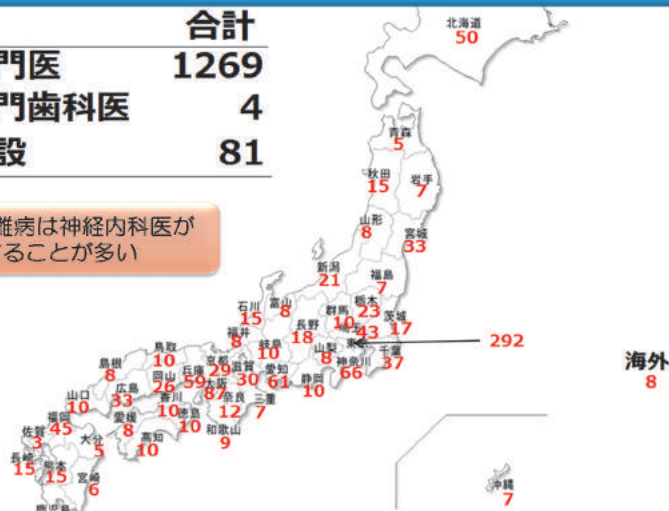 合計
門医 1269
門歯科医 4
設 81
難病は神経内科医が
ることが多い
北海道
50
青森
5
秋田
15
岩手
7
山形
8
宮城
33
新潟
21
福島
7
石川
15
富山
8
群馬
10
栃木
23
茨城
17
福井
8
岐阜
10
長野
18
埼玉
43
山梨
8
東
292
千葉
37
神奈川
66
海外
8
鳥取
10
島根
8
岡山
26
兵庫
59
京都
29
滋賀
30
愛知
61
静岡
10
山口
10
広島
33
香川
10
大阪
87
奈良
12
三重
7
徳島
10
和歌山
9
福岡
45
愛媛
8
高知
10
佐賀
3
大分
5
長崎
15
熊本
15
宮崎
6
鹿児島
沖縄
7